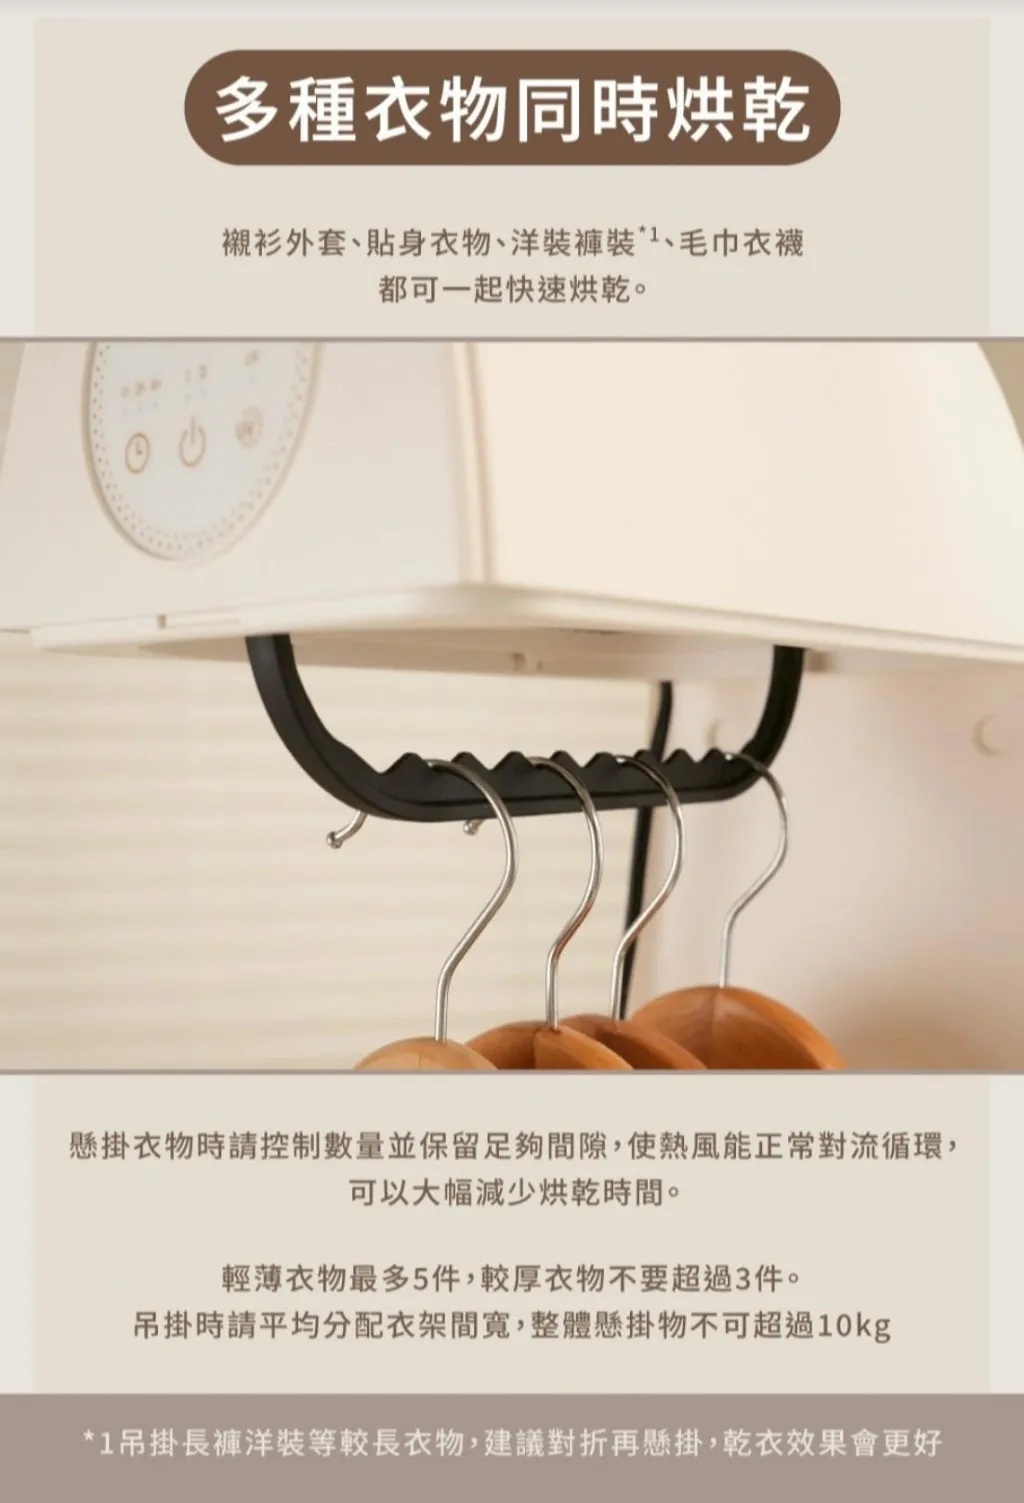 多種衣物同時烘乾
襯衫外套、貼身衣物、洋裝褲裝*1、毛巾衣襪
都可一起快速烘乾。
懸掛衣物時請控制數量並保留足夠間隙,使熱風能正常對流循環,
可以大幅減少烘乾時間。
輕薄衣物最多5件,較厚衣物不要超過3件。
吊掛時請平均分配衣架間寬,整體懸掛物不可超過10kg
*1吊掛長褲洋裝等較長衣物,建議對折再懸掛,乾衣效果會更好